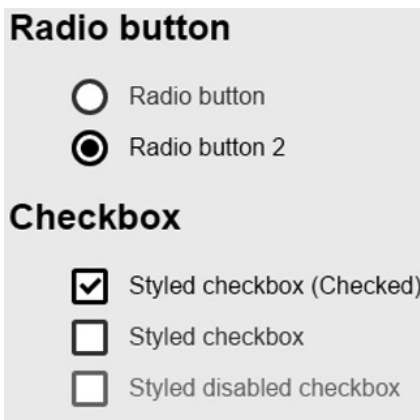 Radio button
Radio button
Radio button 2
Checkbox
Styled checkbox (Checked)
Styled checkbox
Styled disabled checkbox